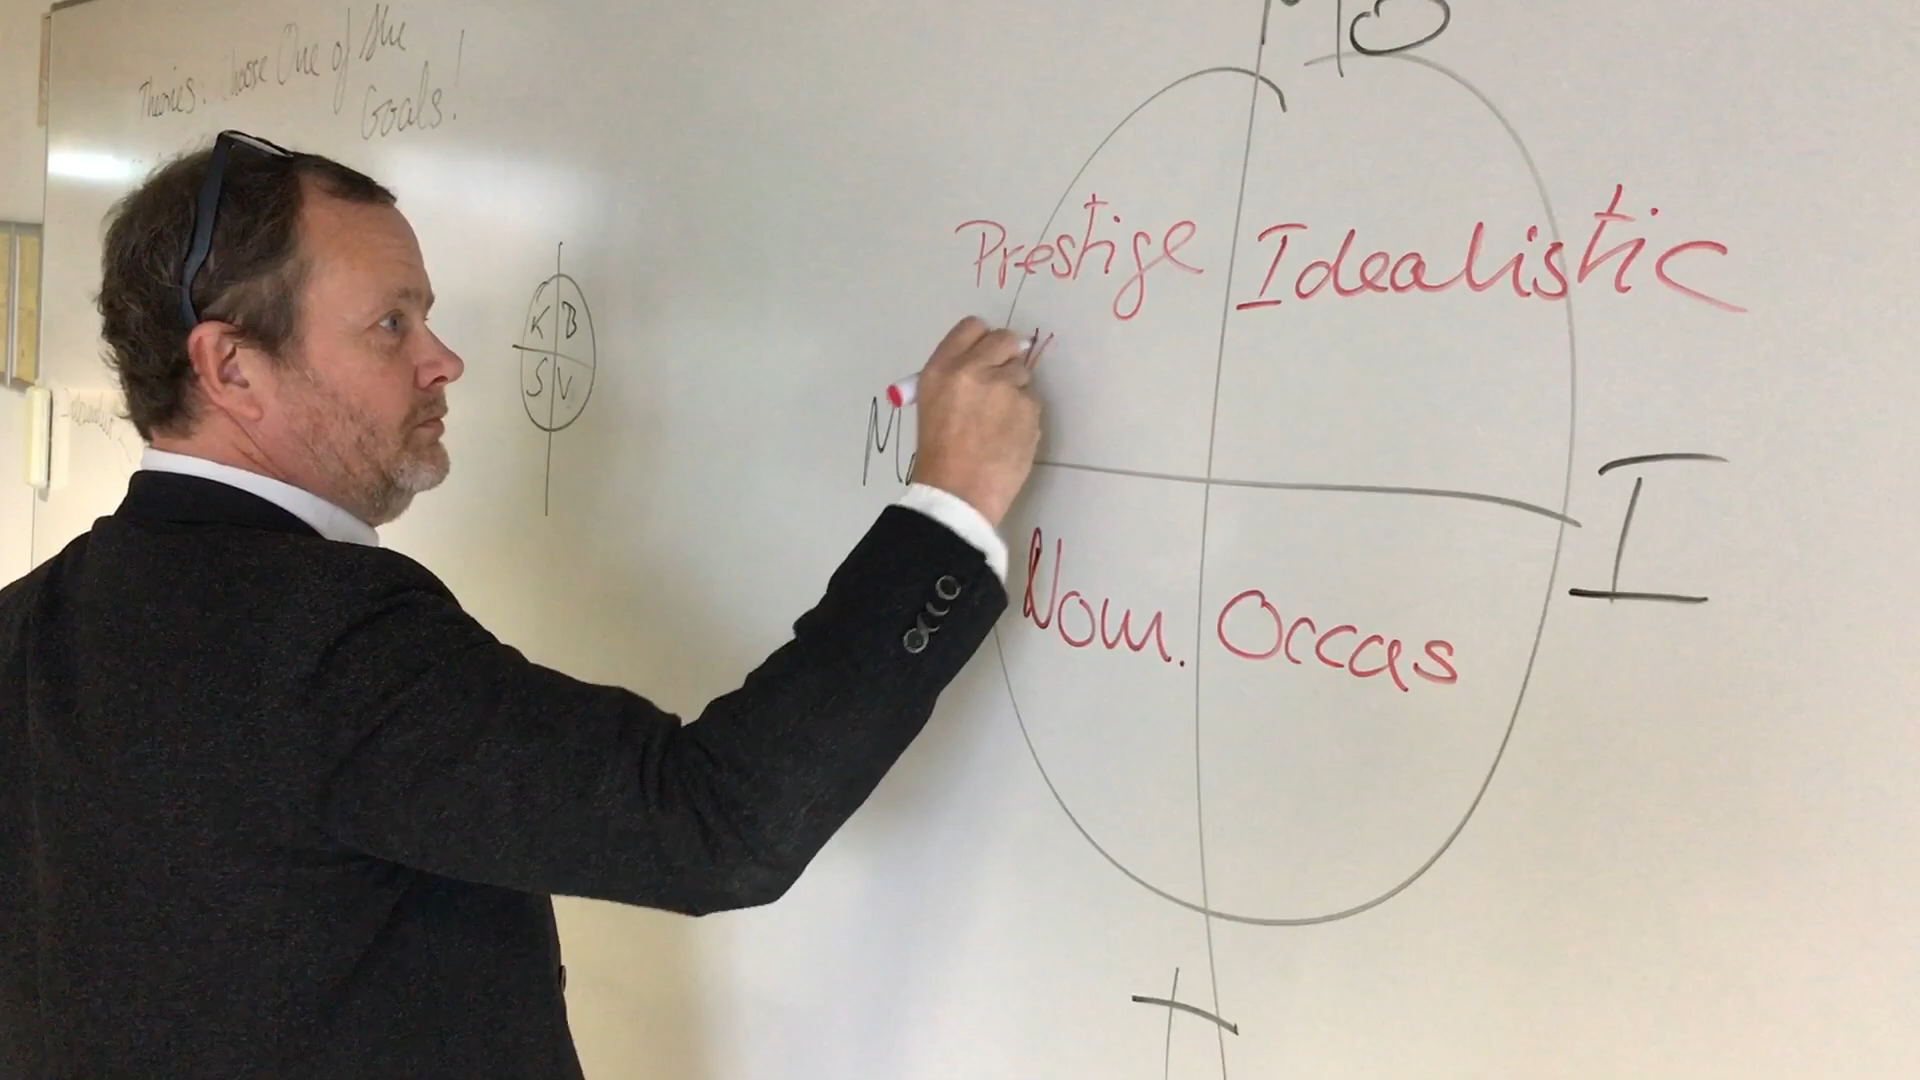 Theories. Choose One of the
Goals!
K B
S V
Prestige Idealistic
"
M
I
Nom. Occas
T